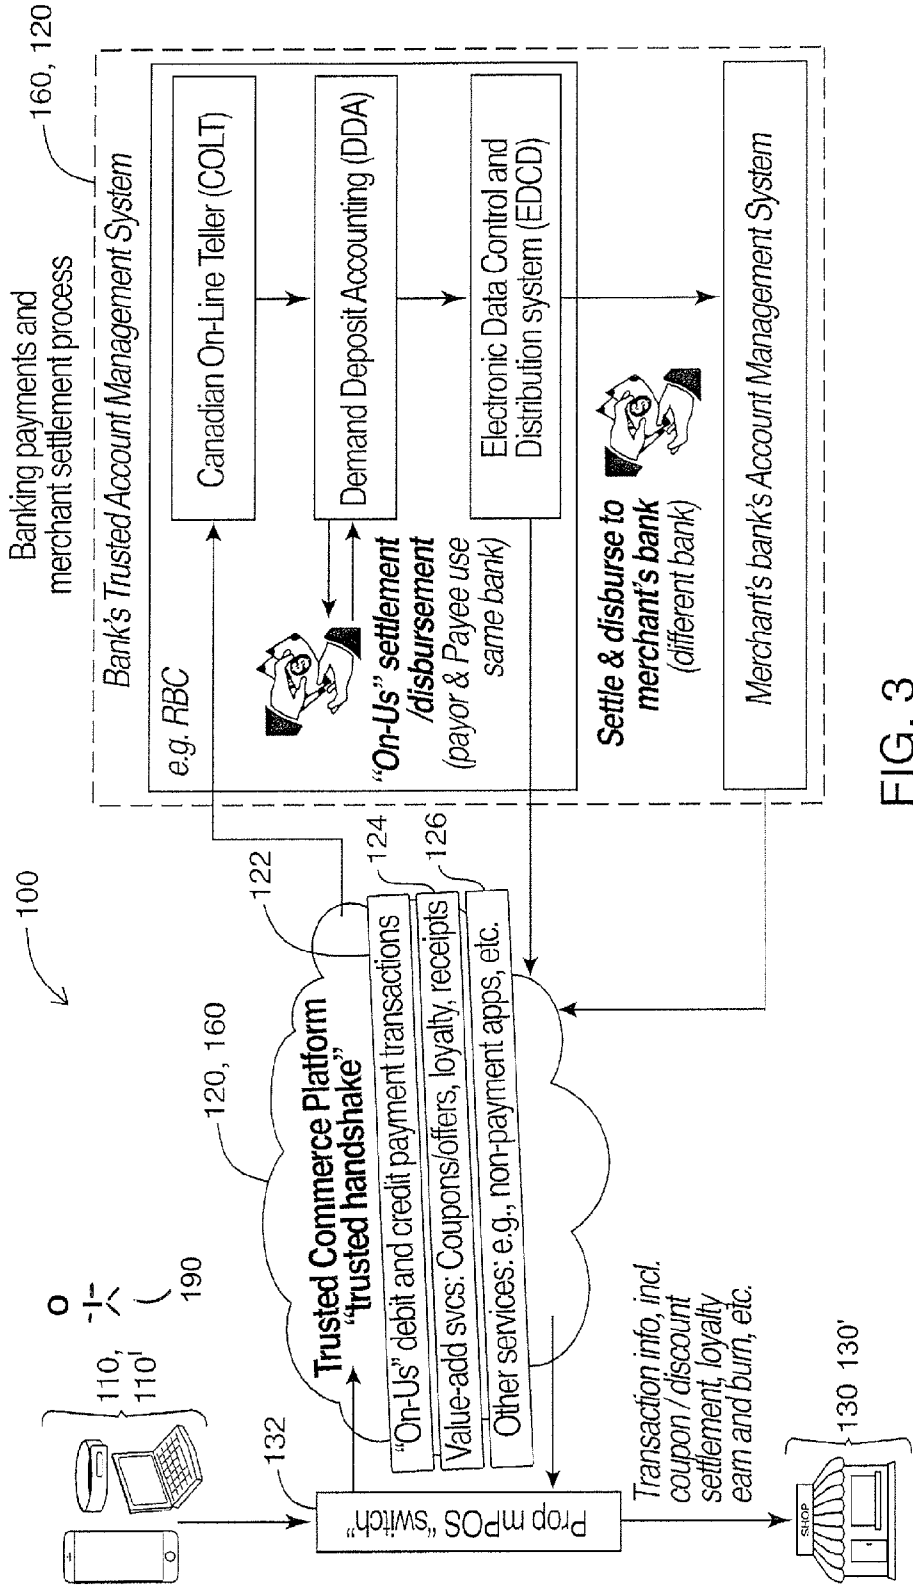 Banking payments and
merchant settlement process
160, 120
100
Bank's Trusted Account Management System
e.g. RBC
Canadian On-Line Teller (COLT)
Demand Deposit Accounting (DDA)
"On-Us" settlement
/disbursement
(payor & Payee use
same bank)
Electronic Data Control and
Distribution system (EDCD)
Settle & disburse to
merchant's bank
(different bank)
Merchant's bank's Account Management System
110,
110'
190
120, 160
122
Trusted Commerce Platform
"trusted handshake"
"On-Us" debit and credit payment transactions
124
Value-add svcs: Coupons/offers, loyalty, receipts
126
Other services: e.g., non-payment apps, etc.
132
Prop mPOS "switch"
Transaction info, incl.
coupon / discount
settlement, loyalty
earn and burn, etc.
SHOP
130 130'
FIG. 3